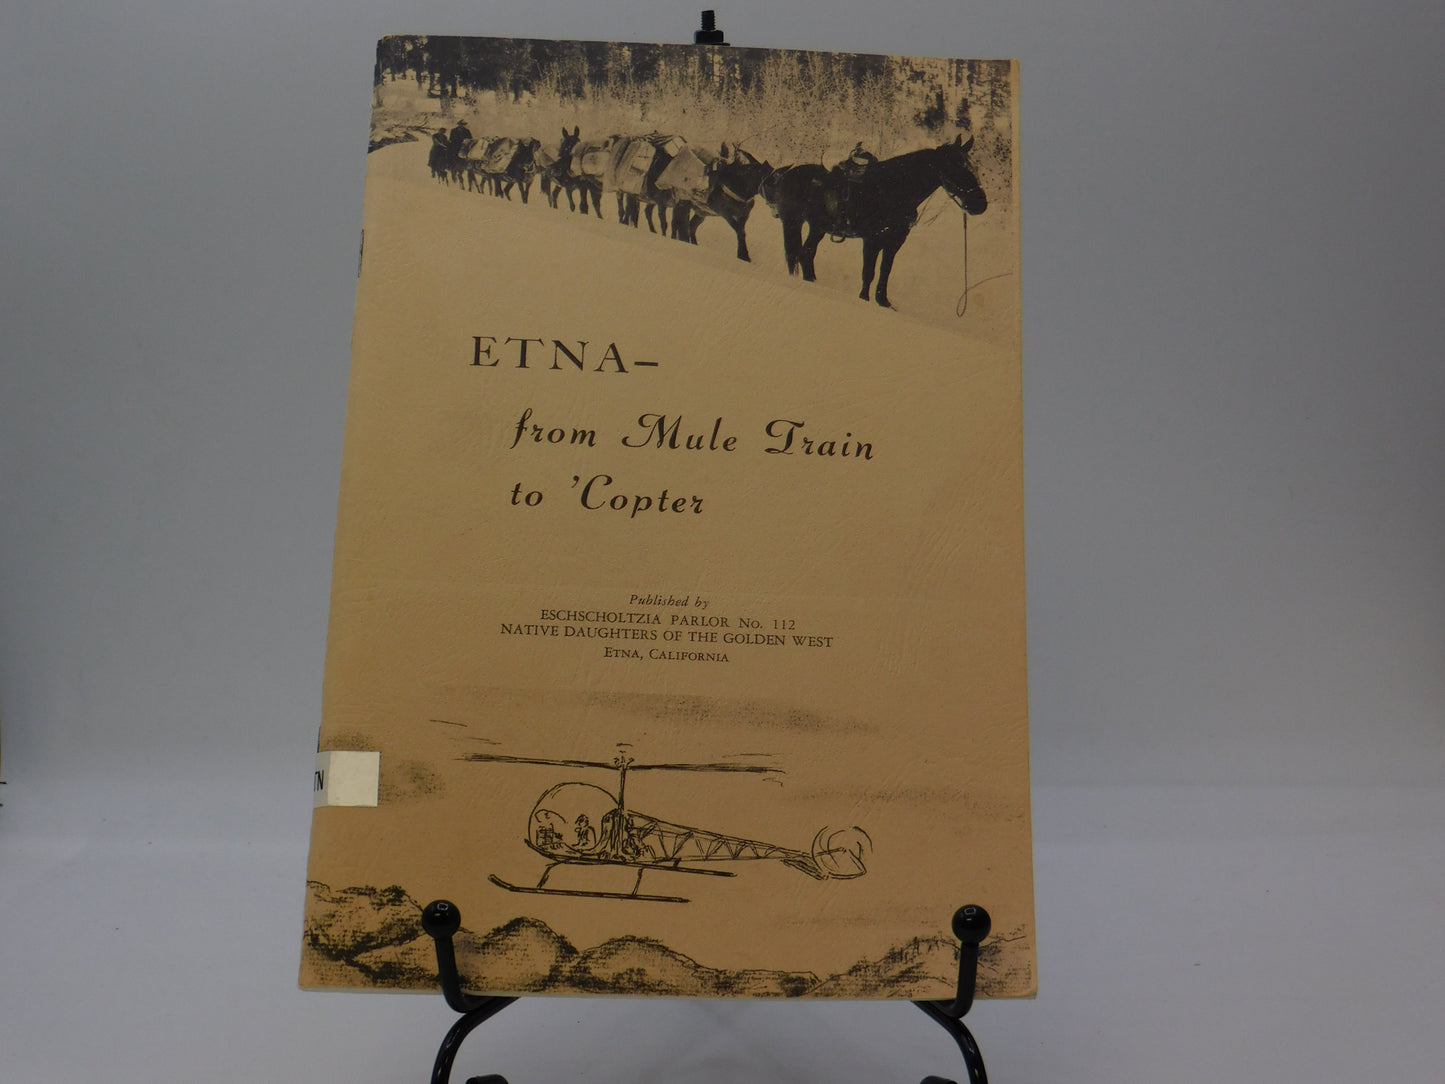 ETNA–
from Mule Train
to 'Copter
Published by
ESCHSCHOLTZIA PARLOR No. 112
NATIVE DAUGHTERS OF THE GOLDEN WEST
ETNA, CALIFORNIA
TN